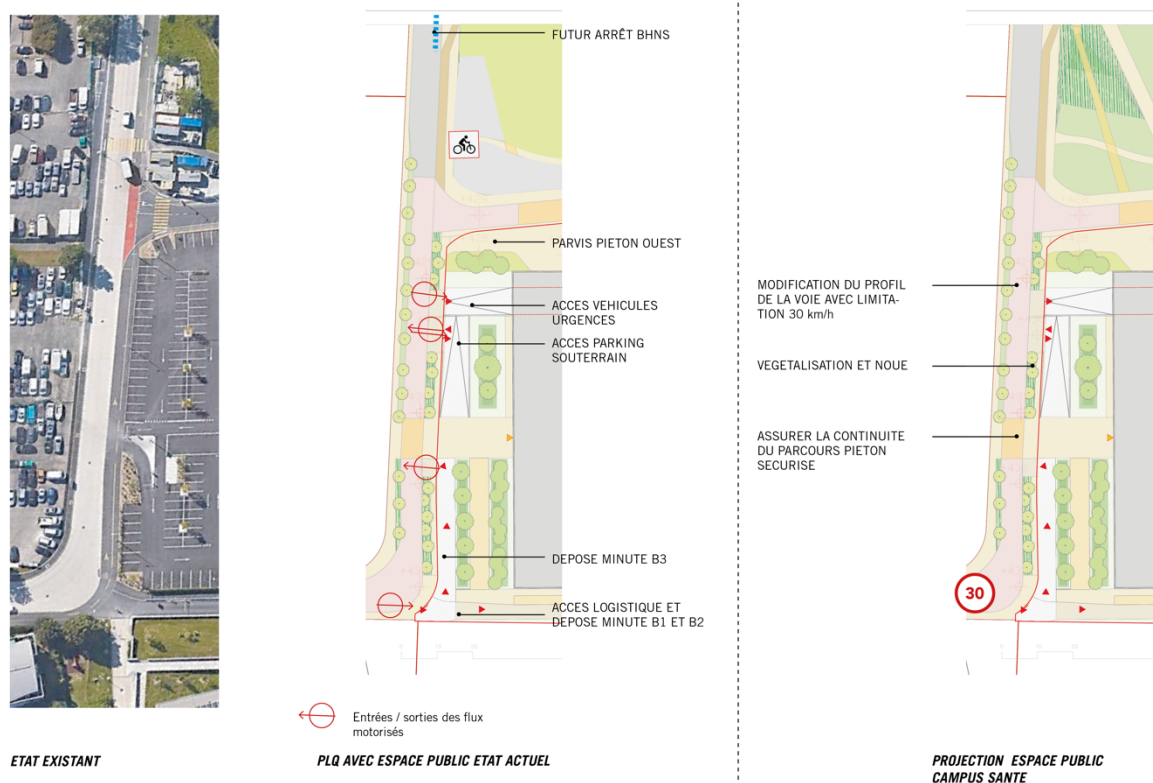 FUTUR ARRÊT BHNS
PARVIS PIETON OUEST
ACCES VEHICULES
URGENCES
ACCES PARKING
SOUTERRAIN
DEPOSE MINUTE B3
ACCES LOGISTIQUE ET
DEPOSE MINUTE B1 ET B2
Entrées / sorties des flux
motorisés
MODIFICATION DU PROFIL
DE LA VOIE AVEC LIMITA-
TION 30 km/h
VEGETALISATION ET NOUE
ASSURER LA CONTINUITE
DU PARCOURS PIETON
SECURISE
30
ETAT EXISTANT
PLQ AVEC ESPACE PUBLIC ETAT ACTUEL
PROJECTION ESPACE PUBLIC
CAMPUS SANTE